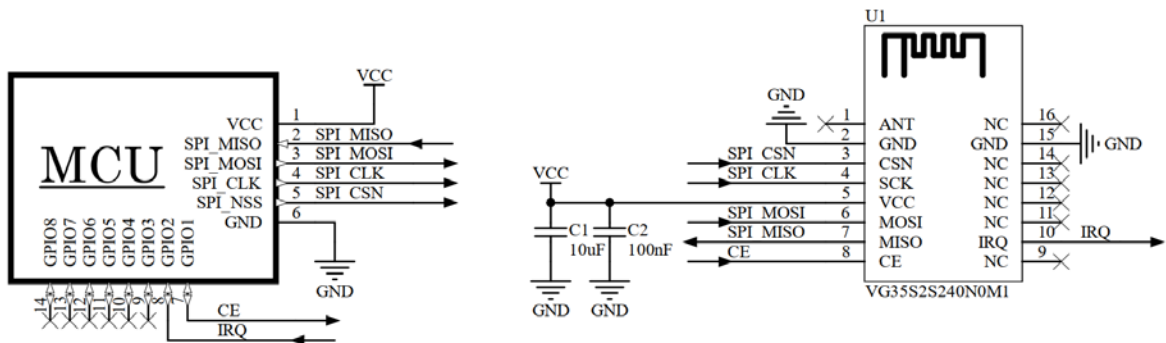 VCC
1
VCC
2
SPI_MISO
SPI_MISO
3
SPI_MOSI
SPI_MOSI
4
SPI_CLK
SPI_CLK
5
SPI_CSN
SPI_NSS
6
GND
GND
MCU
GPIO8
GPIO7
GPIO6
GPIO5
GPIO4
GPIO3
GPIO2
GPIO1
14
13
12
11
10
9
8
7
CE
IRQ
U1
GND
1
ANT
2
GND
SPI_CSN
3
CSN
SPI_CLK
4
SCK
VCC
5
VCC
SPI_MOSI
6
MOSI
SPI_MISO
7
MISO
CE
8
CE
C1
10uF
C2
100nF
GND
GND
NC
16
GND
15
GND
NC
14
NC
13
NC
12
NC
11
IRQ
10
IRQ
NC
9
VG35S2S240N0M1